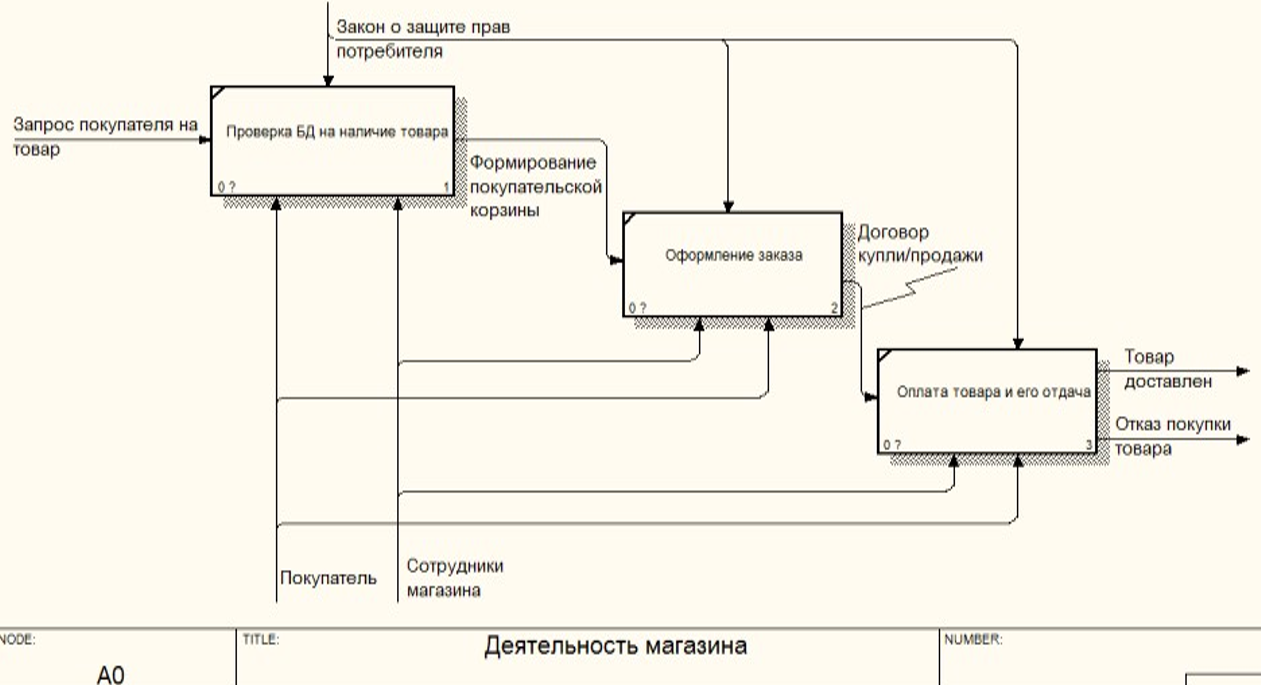 Закон о защите прав
потребителя
Запрос покупателя на
товар
Проверка БД на наличие товара
0 ?
1
Формирование
покупательской
корзины
Оформление заказа
0 ?
2
Договор
купли/продажи
Оплата товара и его отдача
0 ?
3
Товар
доставлен
Отказ покупки
товара
Покупатель
Сотрудники
магазина
NODE:
A0
TITLE:
Деятельность магазина
NUMBER: